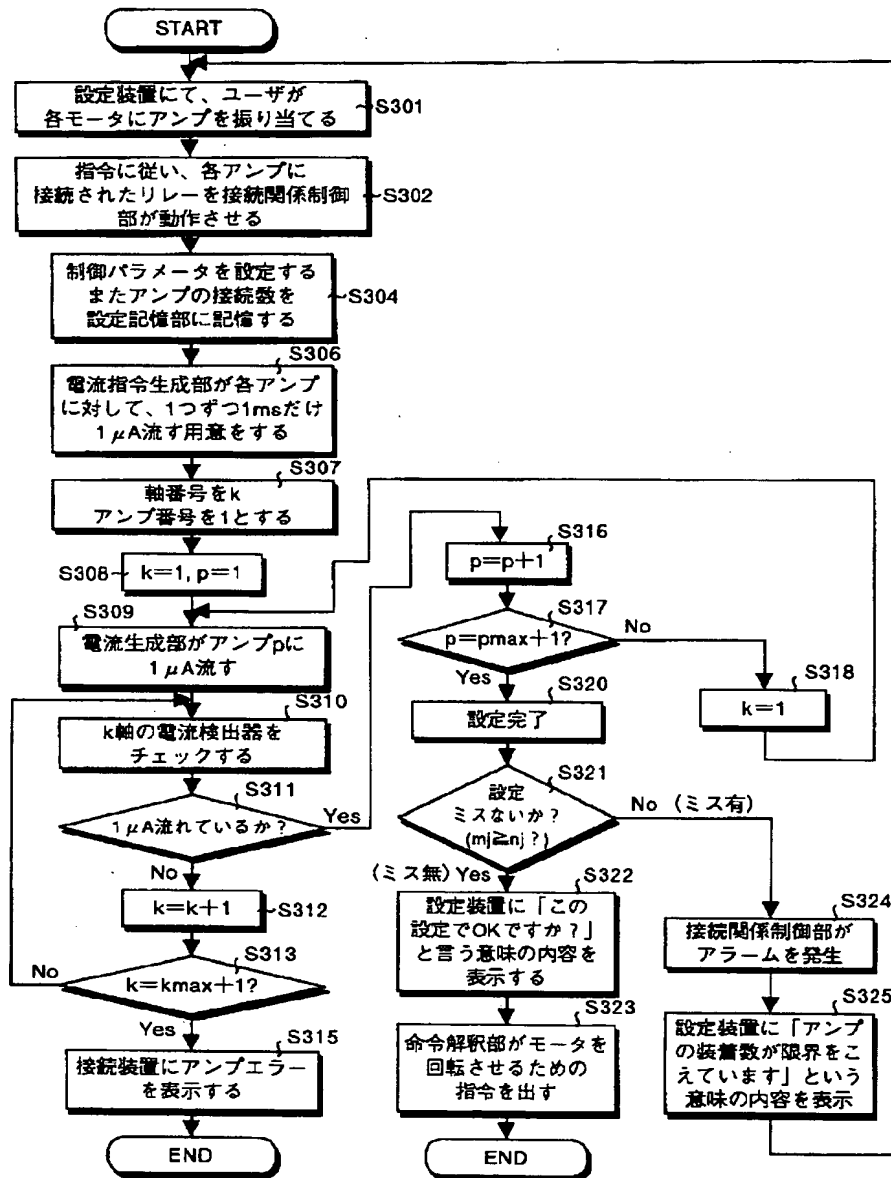 START
設定装置にて、ユーザが
各モータにアンプを振り当てる
S301
指令に従い、各アンプに
接続されたリレーを接続関係制御
部が動作させる
S302
制御パラメータを設定する
またアンプの接続数を
設定記憶部に記憶する
S304
S306
電流指令生成部が各アンプ
に対して、1つずつ1msだけ
1μA流す用意をする
S307
軸番号をk
アンプ番号を1とする
S308
k=1, p=1
S309
電流生成部がアンプpに
1μA流す
S310
k軸の電流検出器を
チェックする
S311
1μA流れているか?
Yes
No
k=k+1
S312
S313
k=kmax+1?
No
Yes
S315
接続装置にアンプエラー
を表示する
END
S316
p=p+1
S317
p=pmax+1?
No
Yes
S318
k=1
S320
設定完了
S321
設定
ミスないか?
(mj≧nj?)
No (ミス有)
(ミス無) Yes
S322
設定装置に「この
設定でOKですか?」
と言う意味の内容を
表示する
S323
命令解釈部がモータを
回転させるための
指令を出す
END
S324
接続関係制御部が
アラームを発生
S325
設定装置に「アンプ
の装着数が限界をこ
えています」という
意味の内容を表示